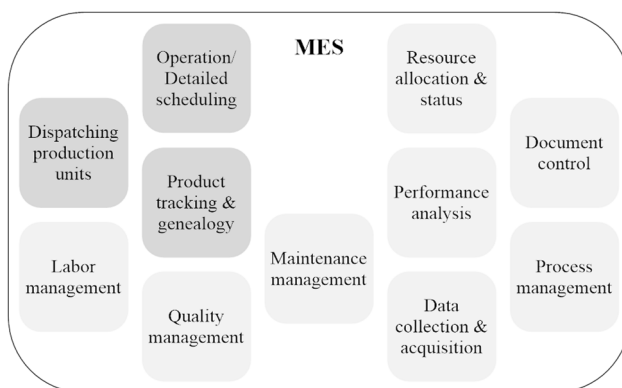 MES
Operation/
Detailed
scheduling
Resource
allocation &
status
Dispatching
production
units
Document
control
Product
tracking &
genealogy
Performance
analysis
Labor
management
Maintenance
management
Process
management
Quality
management
Data
collection &
acquisition